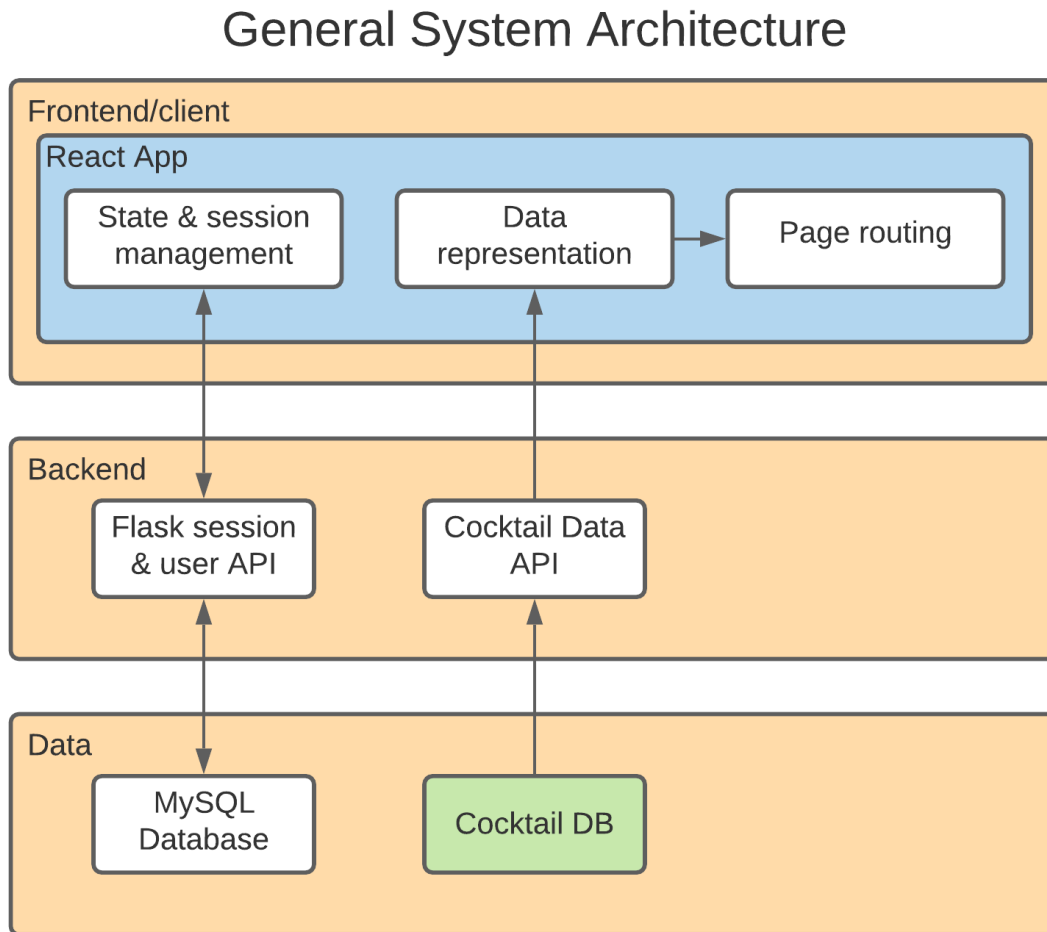 General System Architecture
Frontend/client
React App
State & session
management
Data
representation
Page routing
Backend
Flask session
& user API
Cocktail Data
API
Data
MySQL
Database
Cocktail DB